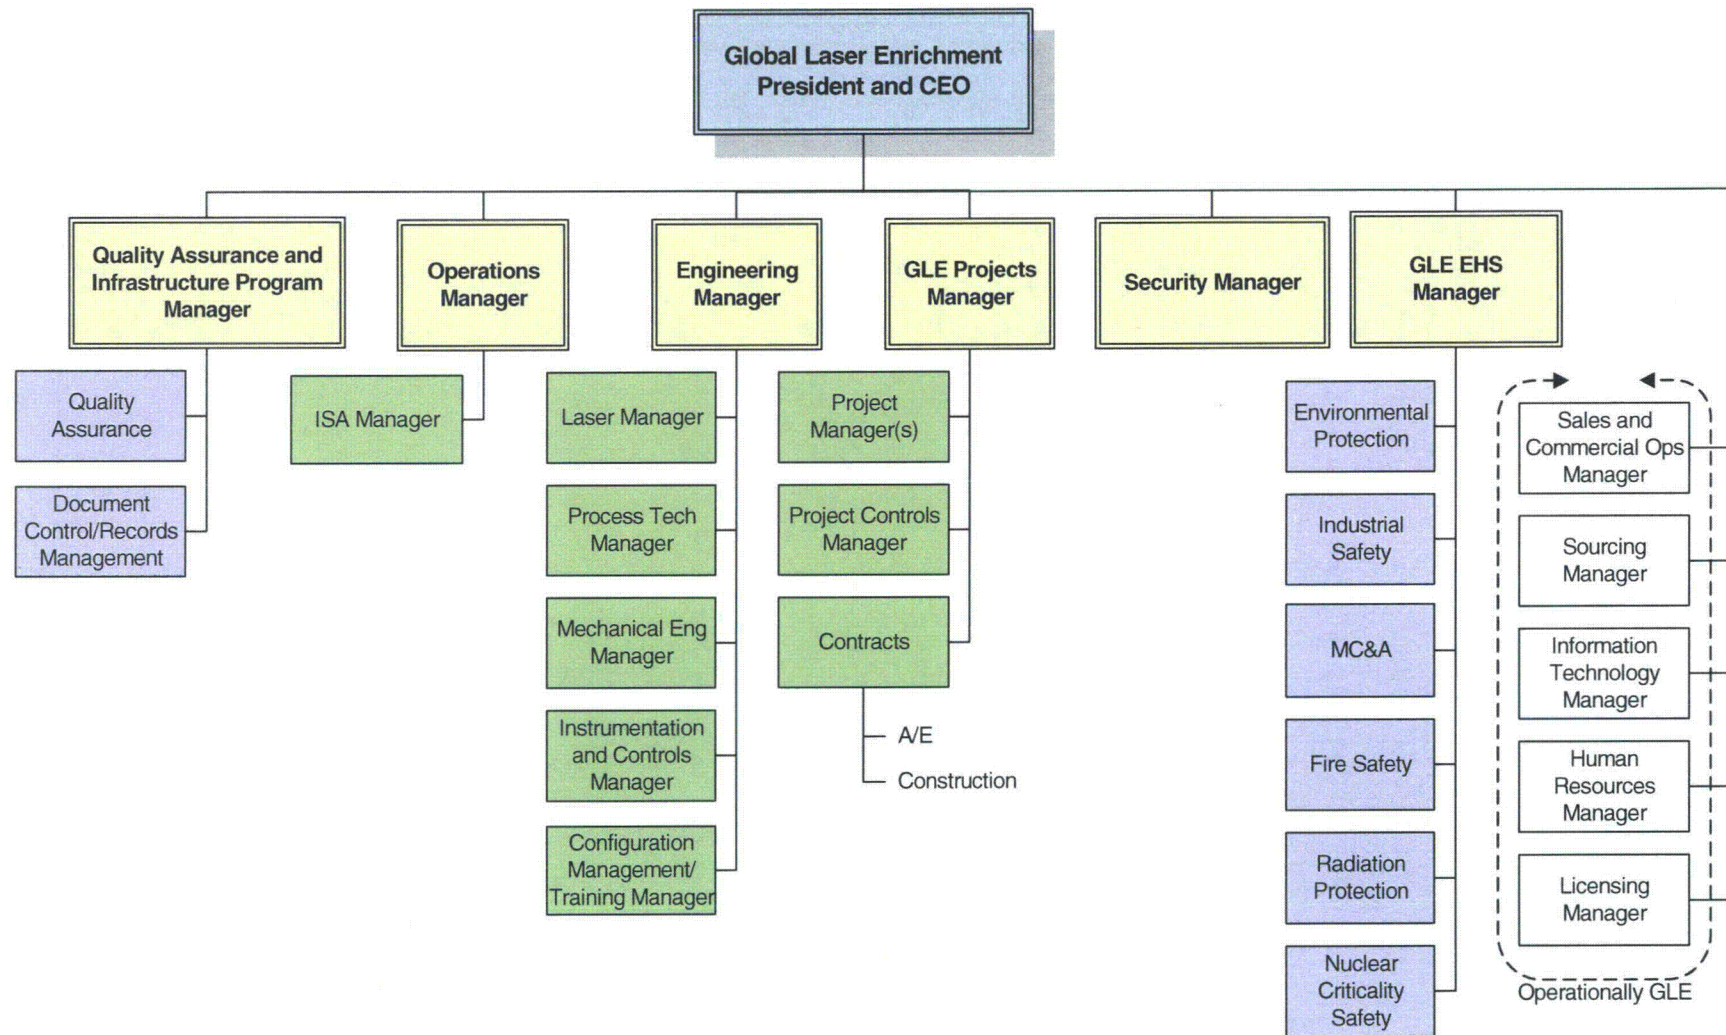 Global Laser Enrichment
President and CEO
Quality Assurance and
Infrastructure Program
Manager
Operations
Manager
Engineering
Manager
GLE Projects
Manager
Security Manager
GLE EHS
Manager
Quality
Assurance
Document
Control/Records
Management
ISA Manager
Laser Manager
Process Tech
Manager
Mechanical Eng
Manager
Instrumentation
and Controls
Manager
Configuration
Management/
Training Manager
Project
Manager(s)
Project Controls
Manager
Contracts
A/E
Construction
Environmental
Protection
Industrial
Safety
MC&A
Fire Safety
Radiation
Protection
Nuclear
Criticality
Safety
Sales and
Commercial Ops
Manager
Sourcing
Manager
Information
Technology
Manager
Human
Resources
Manager
Licensing
Manager
Operationally GLE